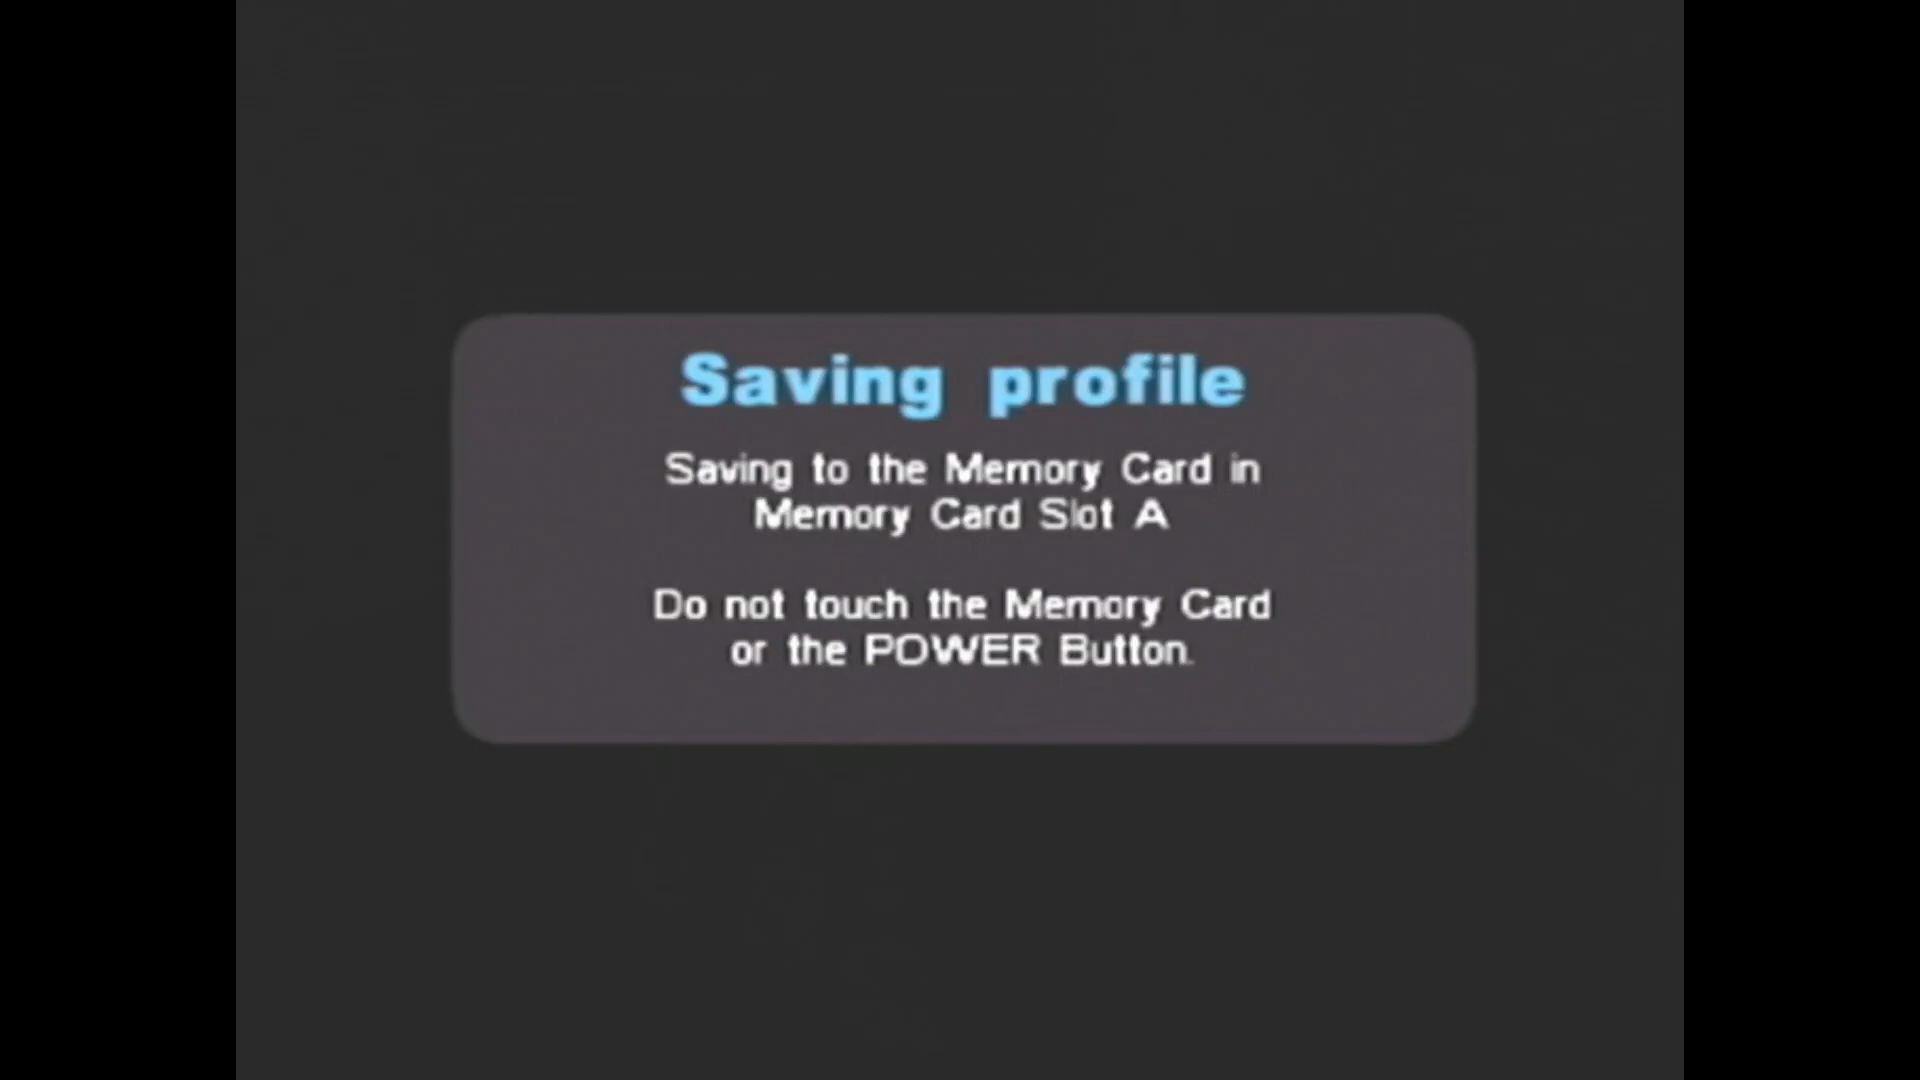 Saving profile
Saving to the Memory Card in
Memory Card Slot A
Do not touch the Memory Card
or the POWER Button.